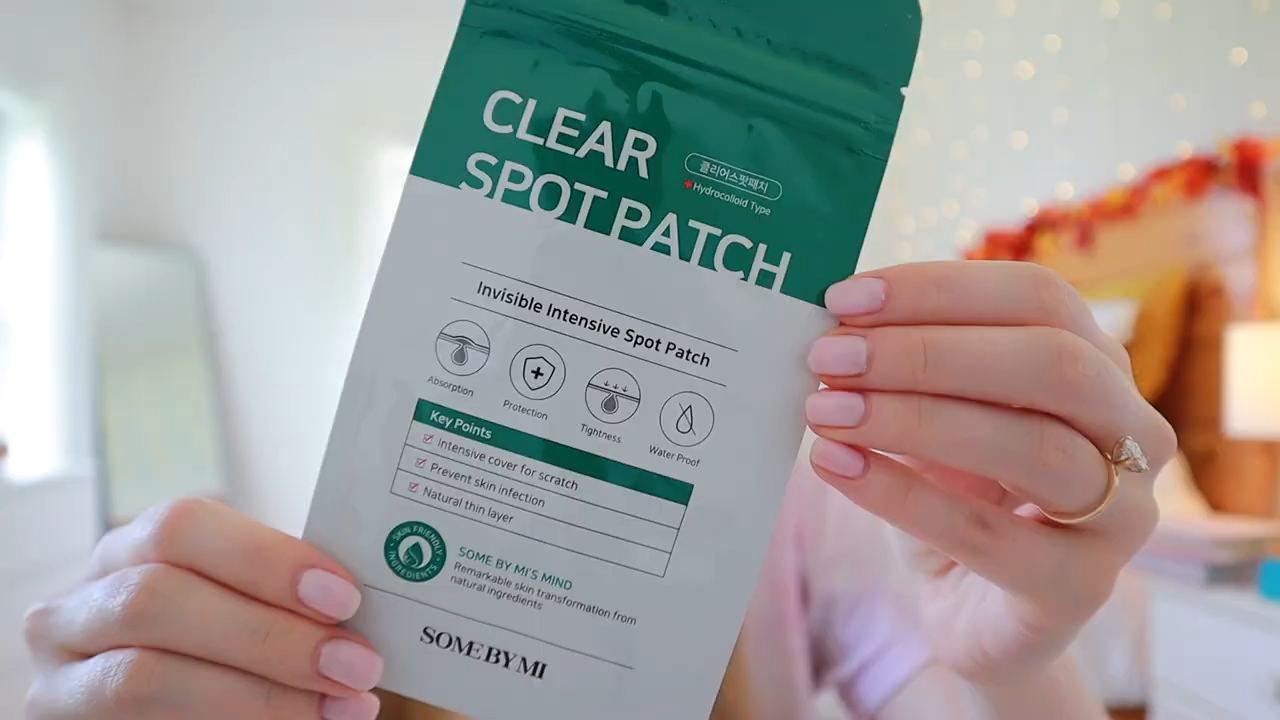 CLEAR
SPOT PATCH
클리어스팟패치
+Hydrocolloid Type
Invisible Intensive Spot Patch
Absorption
Protection
Tightness
Water Proof
Key Points
Intensive cover for scratch
Prevent skin infection
Natural thin layer
SKIN FRIENDLY
INGREDIENTS
SOME BY MI'S MIND
Remarkable skin transformation from
natural ingredients
SOME BY MI